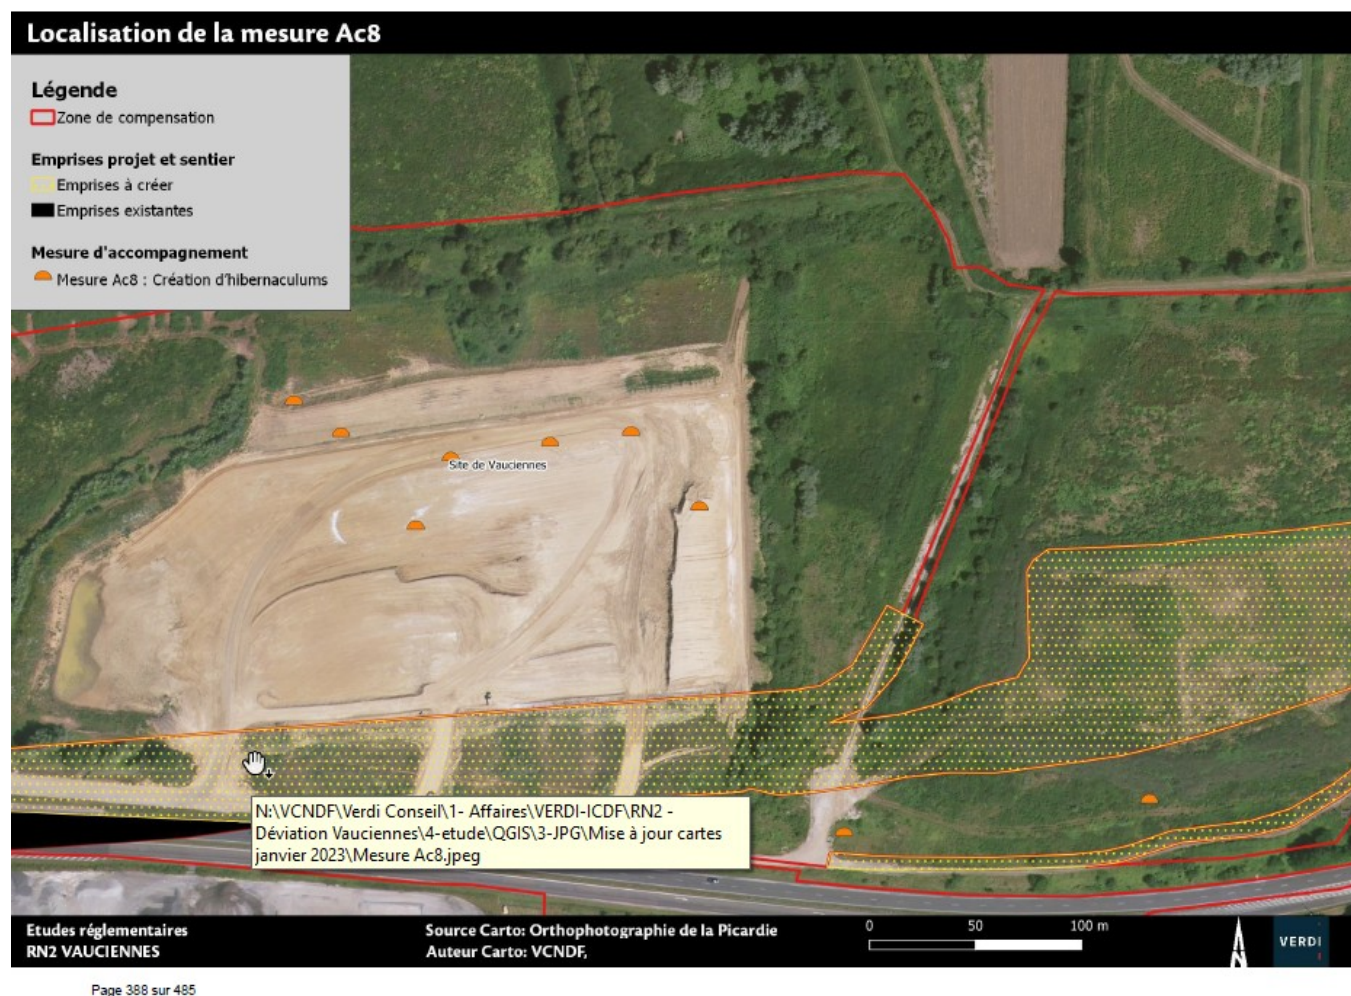 Localisation de la mesure Ac8
Légende
Zone de compensation
Emprises projet et sentier
Emprises à créer
Emprises existantes
Mesure d'accompagnement
Mesure Ac8 : Création d'hibernaculums
Site de Vauciennes
N:\VCNDF\Verdi Conseil\1- Affaires\VERDI-ICDF\RN2 -
Déviation Vauciennes\4-etude\QGIS\3-JPG\Mise à jour cartes
janvier 2023\Mesure Ac8.jpeg
Etudes réglementaires
RN2 VAUCIENNES
Source Carto: Orthophotographie de la Picardie
Auteur Carto: VCNDF,
0 50 100 m
N
VERDI
Page 388 sur 485